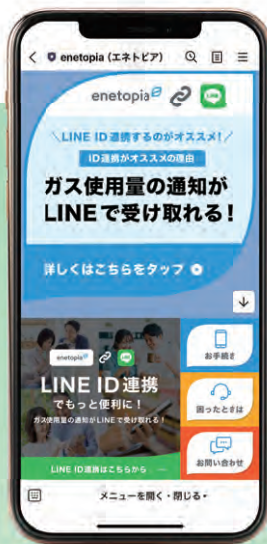 enetopia (エネトピア)
enetopia
LINE
＼LINE ID連携するのがオススメ!／
ID連携がオススメの理由
ガス使用量の通知が
LINEで受け取れる！
詳しくはこちらをタップ
お手続き
enetopia
LINE
LINE ID連携
でもっと便利に！
ガス使用量の通知がLINEで受け取れる！
困ったときは
LINE ID連携はこちらから
お問い合わせ
メニューを開く・閉じる